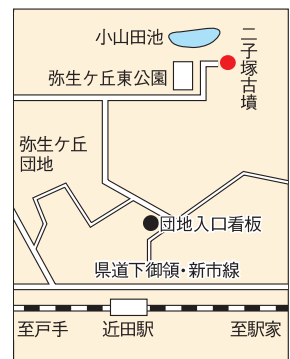 小山田池
二子塚古墳
弥生ケ丘東公園
弥生ケ丘
団地
団地入口看板
県道下御領・新市線
至戸手
近田駅
至駅家